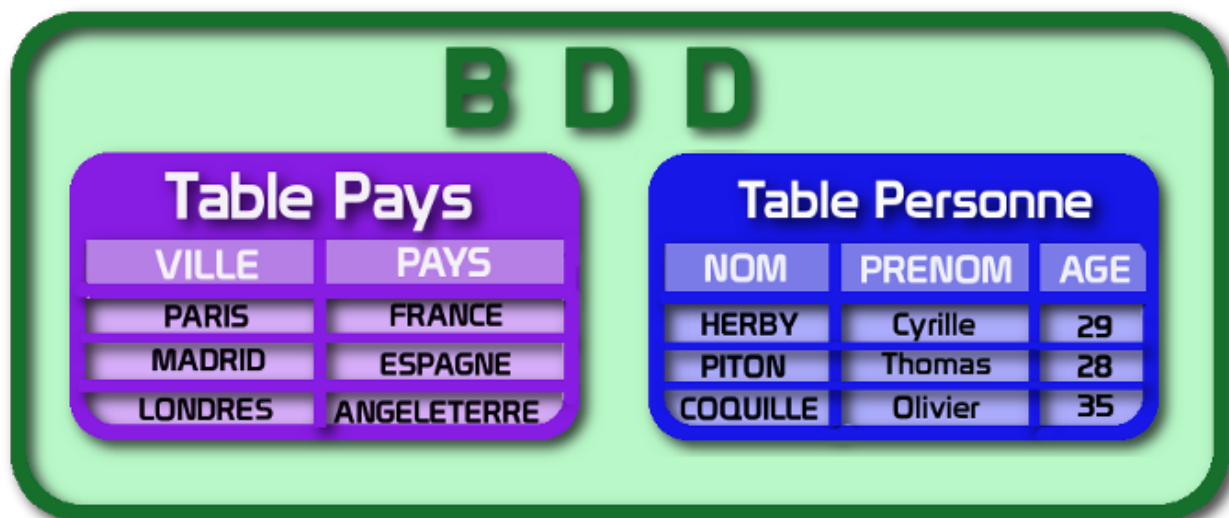 B D D
Table Pays
VILLE PAYS
PARIS FRANCE
MADRID ESPAGNE
LONDRES ANGELETERRE
Table Personne
NOM PRENOM AGE
HERBY Cyrille 29
PITON Thomas 28
COQUILLE Olivier 35